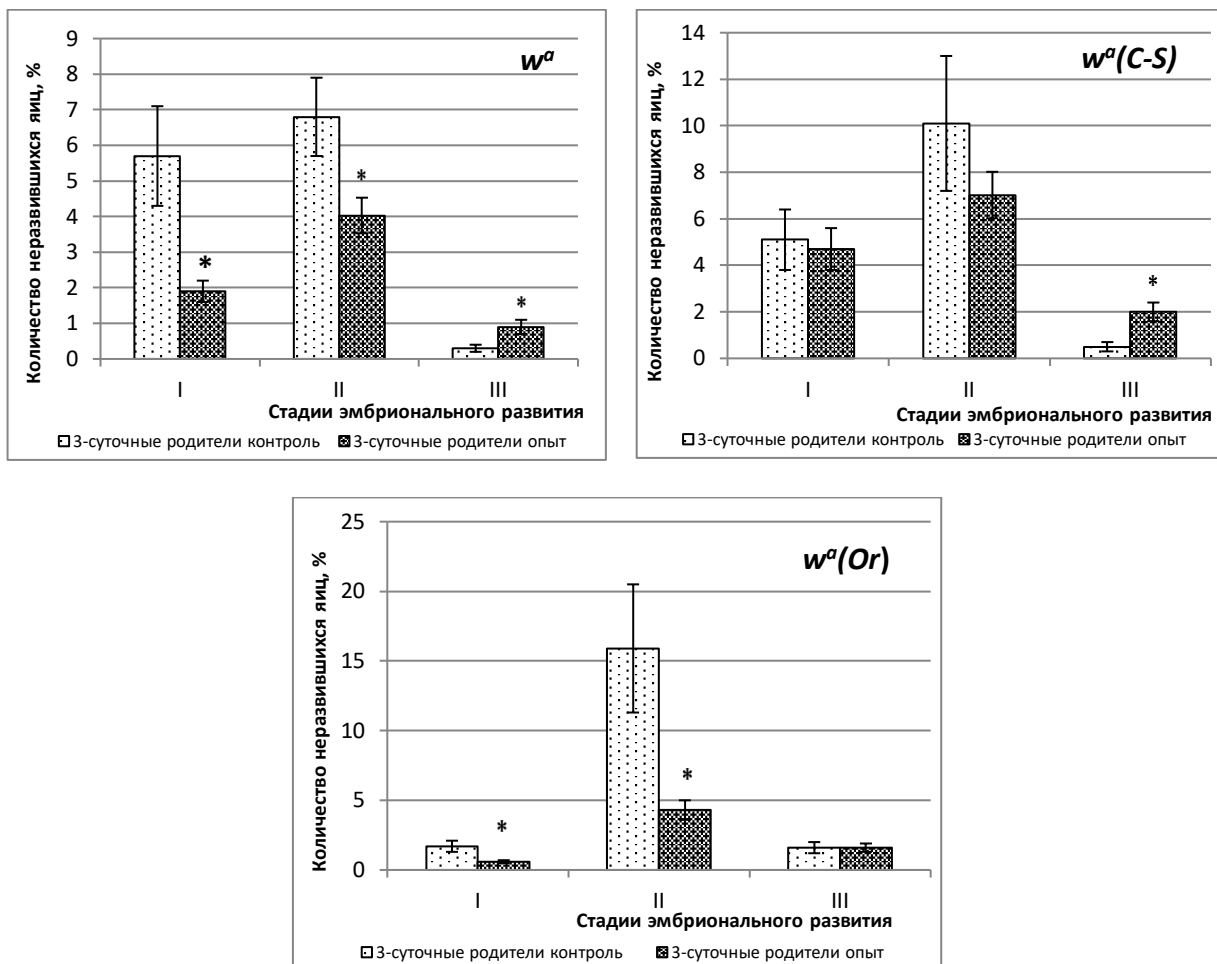 Количество неразвившихся яиц, %
9
8
7
6
5
4
3
2
1
0
wᵃ
*
*
*
I II III
Стадии эмбрионального развития
3-суточные родители контроль 3-суточные родители опыт
Количество неразвившихся яиц, %
14
12
10
8
6
4
2
0
wᵃ(C-S)
*
I II III
Стадии эмбрионального развития
3-суточные родители контроль 3-суточные родители опыт
Количество неразвившихся яиц, %
25
20
15
10
5
0
wᵃ(Or)
*
*
I II III
Стадии эмбрионального развития
3-суточные родители контроль 3-суточные родители опыт